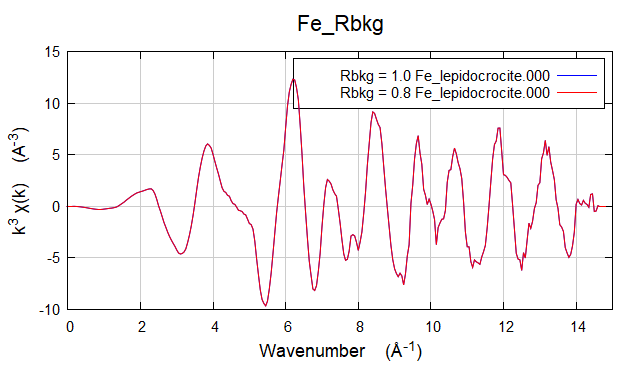 Fe_Rbkg
15
10
5
0
-5
-10
k³ χ(k) (A⁻³)
Rbkg = 1.0 Fe_lepidocrocite.000
Rbkg = 0.8 Fe_lepidocrocite.000
0 2 4 6 8 10 12 14
Wavenumber (Å⁻¹)